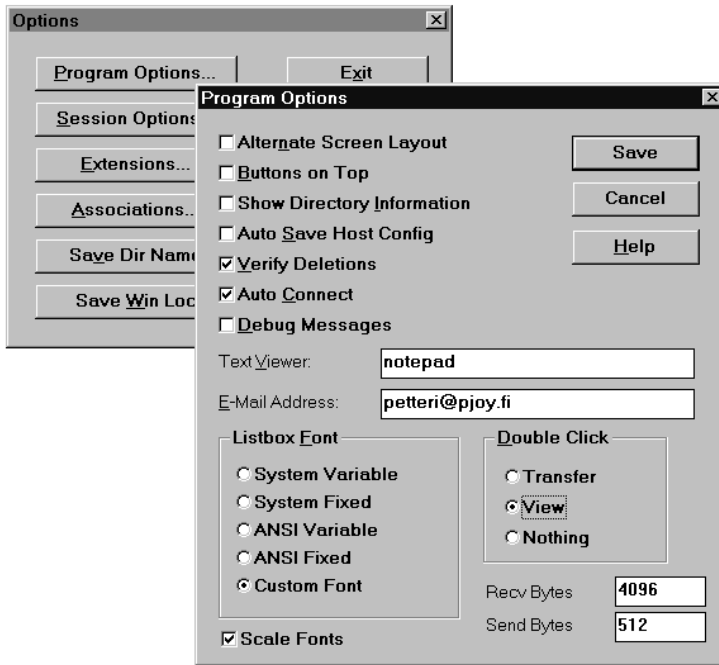 Options
Program Options...
Exit
Session Options
Extensions...
Associations..
Save Dir Name
Save Win Loc
Program Options
Alternate Screen Layout
Buttons on Top
Show Directory Information
Auto Save Host Config
Verify Deletions
Auto Connect
Debug Messages
Save
Cancel
Help
Text Viewer:
notepad
E-Mail Address:
petteri@pjoy.fi
Listbox Font
System Variable
System Fixed
ANSI Variable
ANSI Fixed
Custom Font
Double Click
Transfer
View
Nothing
Scale Fonts
Recv Bytes
4096
Send Bytes
512